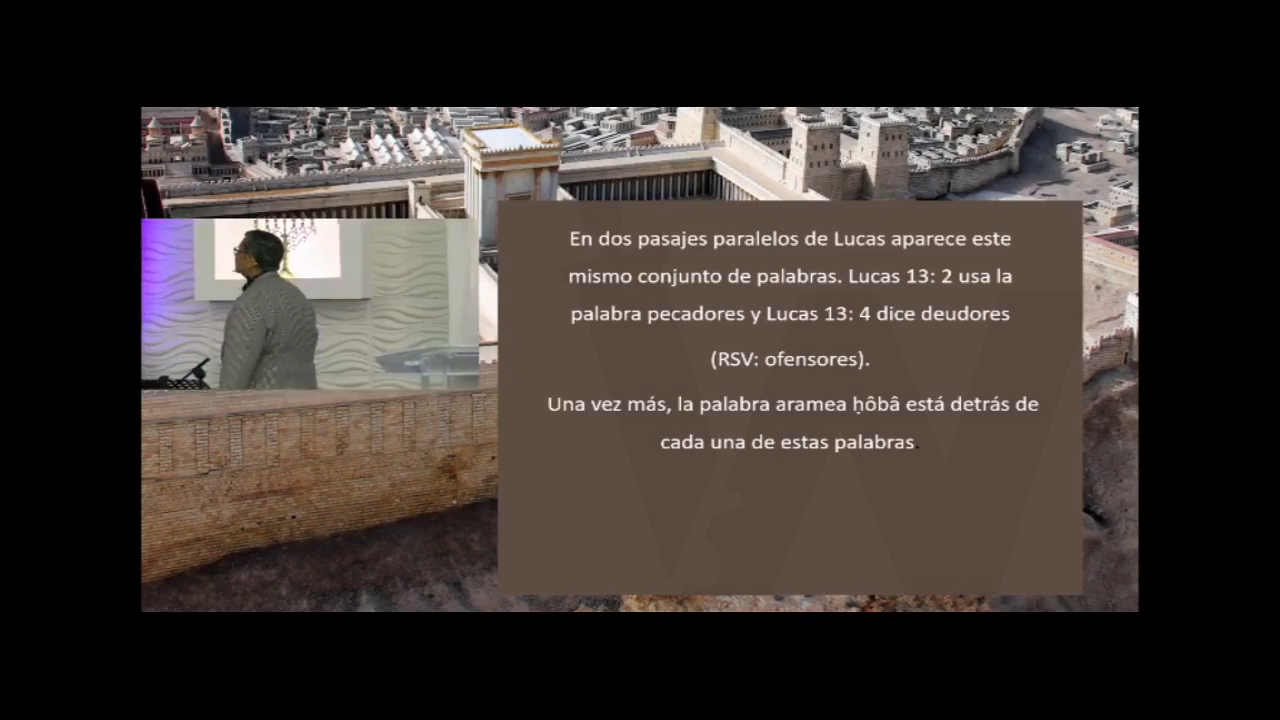 En dos pasajes paralelos de Lucas aparece este
mismo conjunto de palabras. Lucas 13: 2 usa la
palabra pecadores y Lucas 13: 4 dice deudores
(RSV: ofensores).
Una vez más, la palabra aramea ḥôbâ está detrás de
cada una de estas palabras.